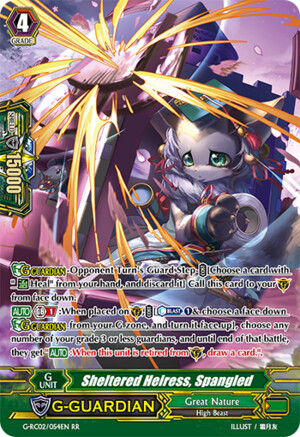 4
GRADE
15000
G GUARDIAN -Opponent Turn's Guard Step: [Choose a card with
Heal" from your hand, and discard it] Call this card to your
from face down.
AUTO :When placed on : BLAST 1 & Choose a face down
G GUARDIAN from your G zone, and turn it face up], choose any
number of your grade 3 or less guardians, and until end of that battle,
they get- AUTO :When this unit is retired from , draw a card.".
G UNIT
Sheltered Heiress, Spangled
G-GUARDIAN
Great Nature
High Beast
G-RC02/054EN RR
ILLUST / 霜月友